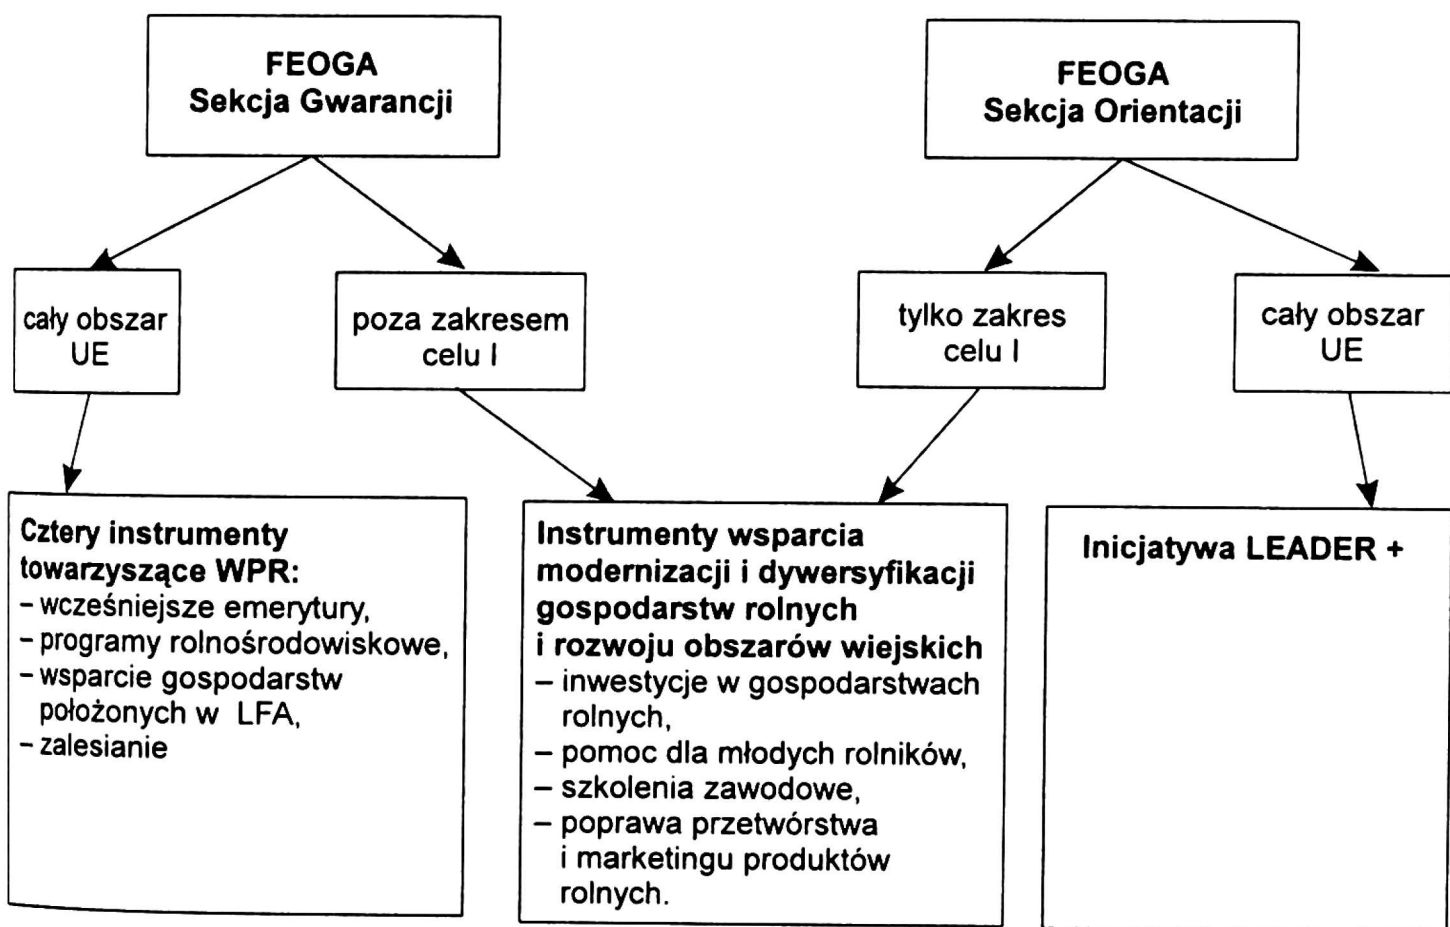 FEOGA
Sekcja Gwarancji
FEOGA
Sekcja Orientacji
cały obszar
UE
poza zakresem
celu I
tylko zakres
celu I
cały obszar
UE
Cztery instrumenty
towarzyszące WPR:
– wcześniejsze emerytury,
– programy rolnośrodowiskowe,
– wsparcie gospodarstw
położonych w LFA,
– zalesianie
Instrumenty wsparcia
modernizacji i dywersyfikacji
gospodarstw rolnych
i rozwoju obszarów wiejskich
– inwestycje w gospodarstwach
rolnych,
– pomoc dla młodych rolników,
– szkolenia zawodowe,
– poprawa przetwórstwa
i marketingu produktów
rolnych.
Inicjatywa LEADER +